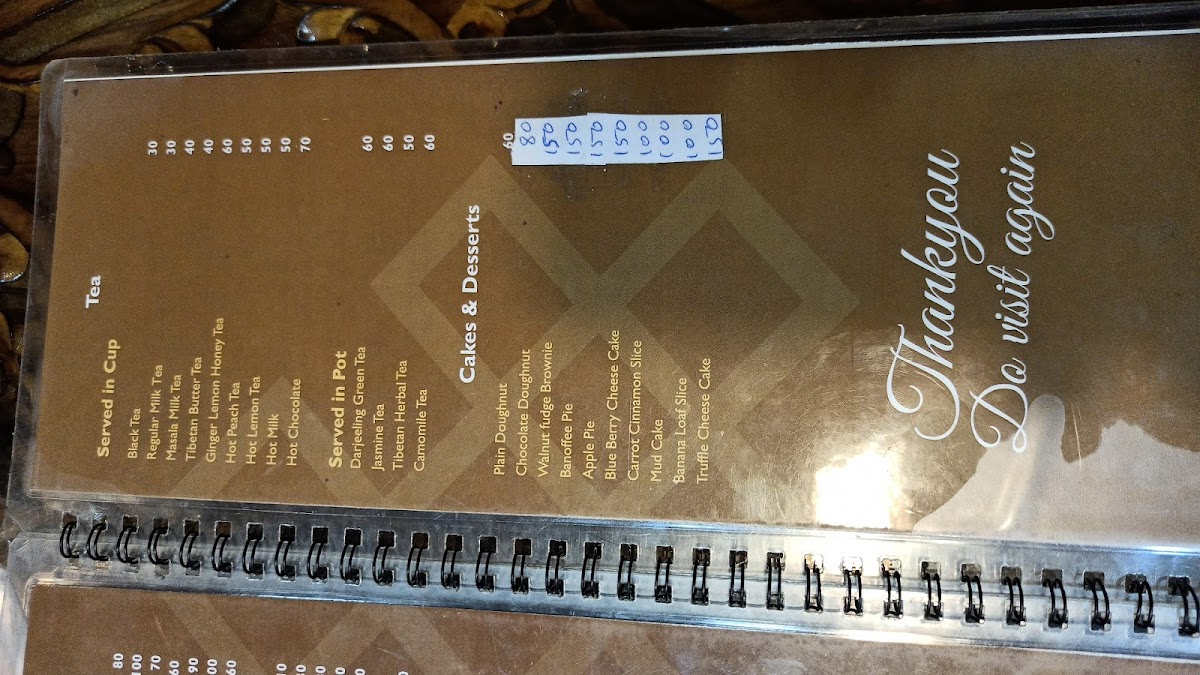 Tea
Served in Cup
Black Tea 30
Regular Milk Tea 30
Masala Milk Tea 40
Tibetan Butter Tea 40
Ginger Lemon Honey Tea 60
Hot Peach Tea 50
Hot Lemon Tea 50
Hot Milk 50
Hot Chocolate 70
Served in Pot
Darjeeling Green Tea 60
Jasmine Tea 60
Tibetan Herbal Tea 50
Camomile Tea 60
Cakes & Desserts
Plain Doughnut 60
Chocolate Doughnut 80
Walnut fudge Brownie 150
Banoffee Pie 150
Apple Pie 150
Blue Berry Cheese Cake 150
Carrot Cinnamon Slice 100
Mud Cake 100
Banana Loaf Slice 100
Truffle Cheese Cake 150
Thankyou
Do visit again
80
100
70
60
90